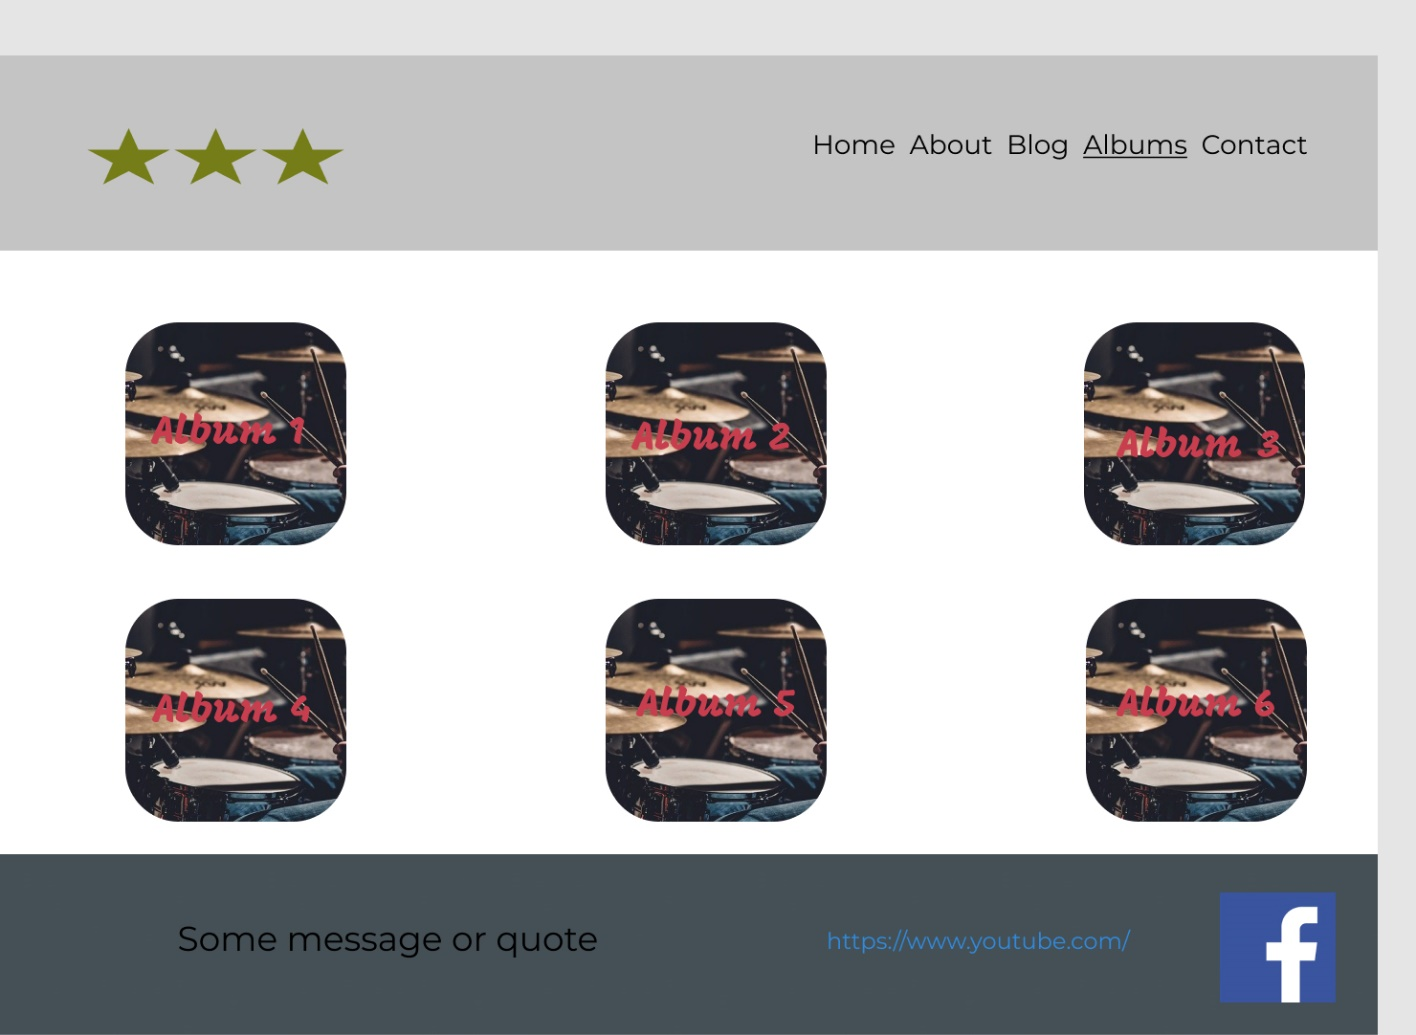 Home About Blog Albums Contact
Album 1
Album 2
Album 3
Album 4
Album 5
Album 6
Some message or quote
https://www.youtube.com/
f